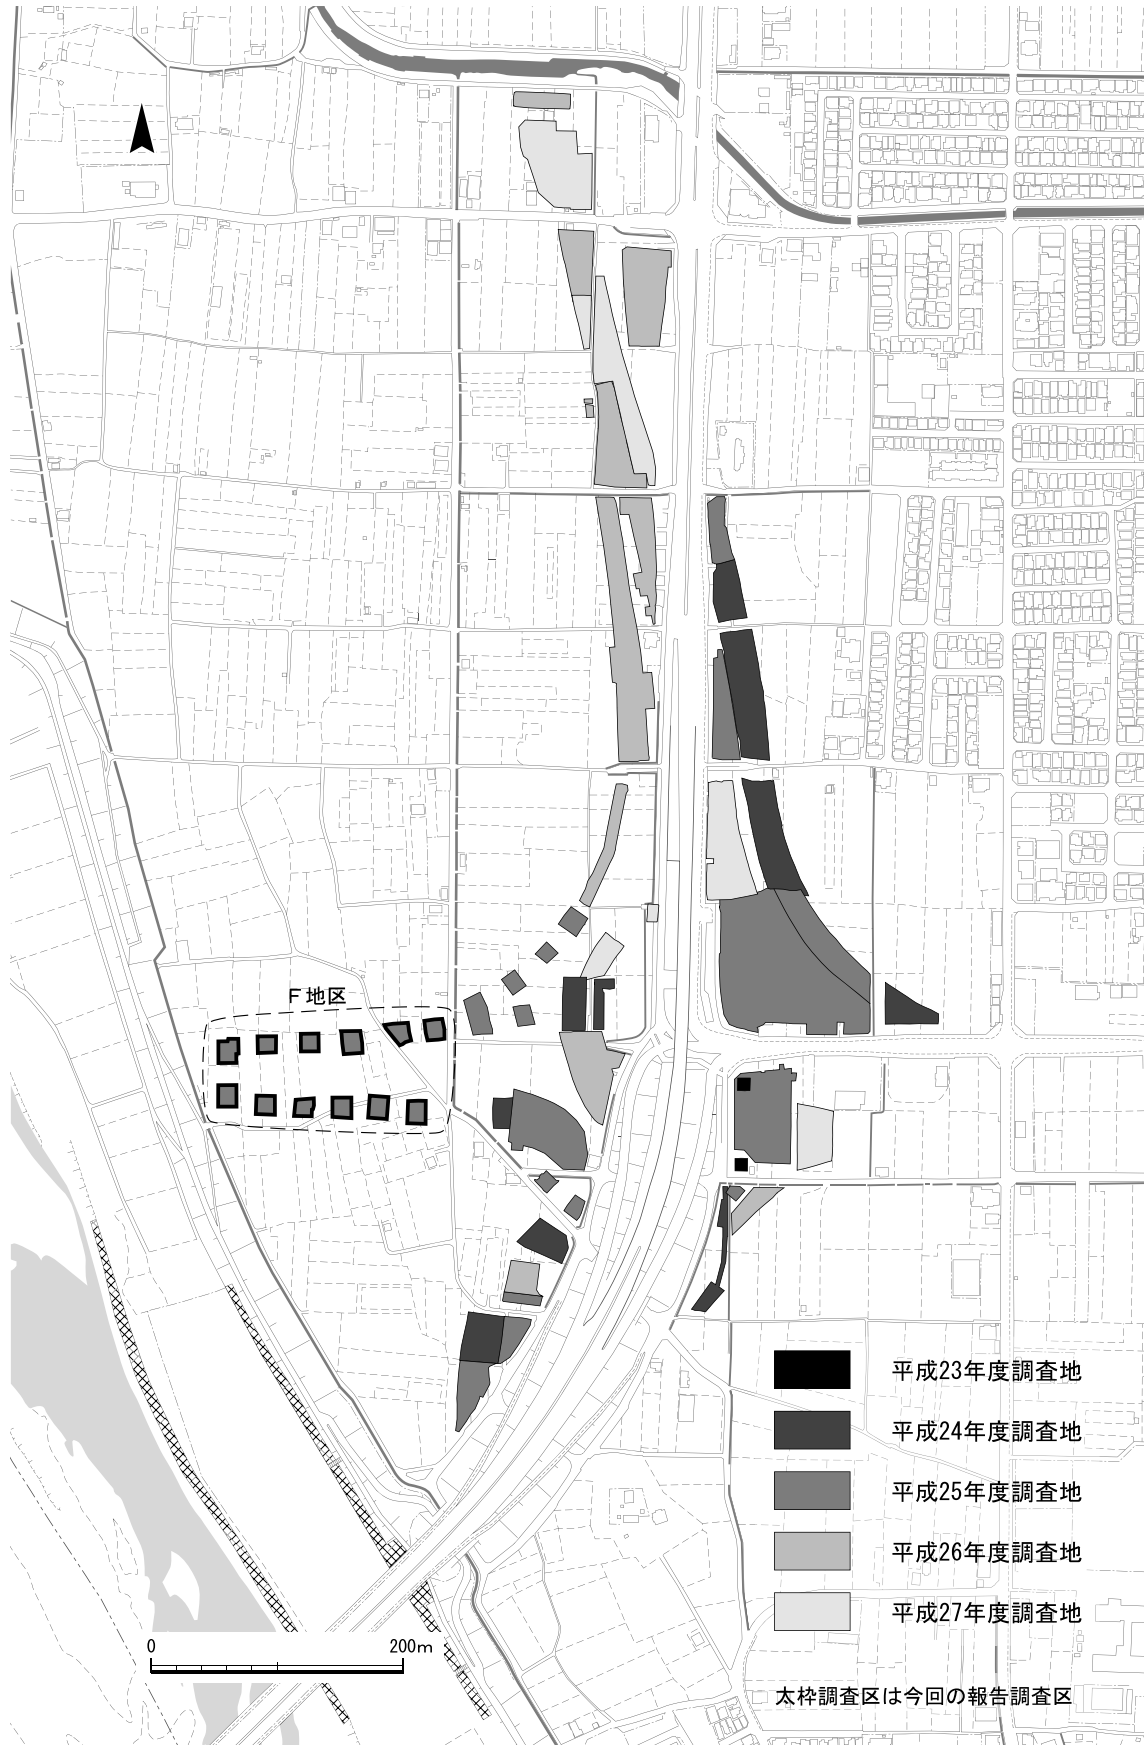 F地区
平成23年度調査地
平成24年度調査地
平成25年度調査地
平成26年度調査地
平成27年度調査地
0 200m
太枠調査区は今回の報告調査区